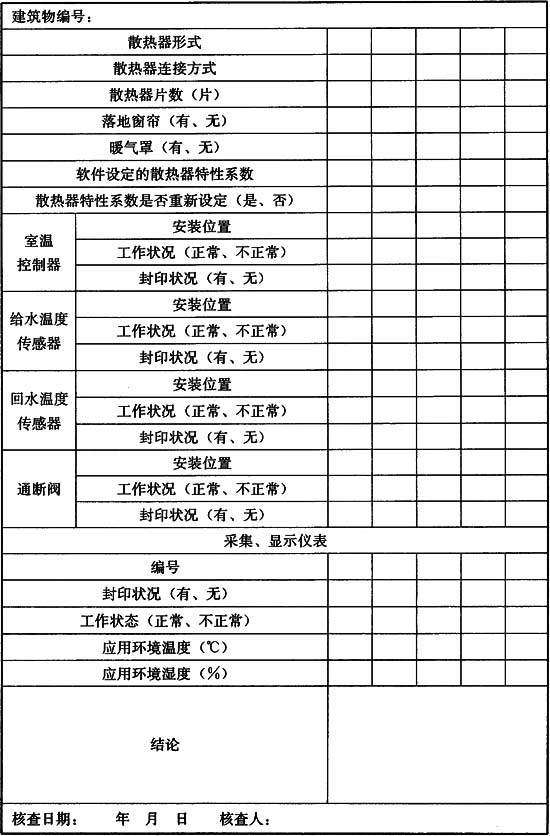 建筑物编号：
散热器形式
散热器连接方式
散热器片数（片）
落地窗帘（有、无）
暖气罩（有、无）
软件设定的散热器特性系数
散热器特性系数是否重新设定（是、否）
室温
控制器
安装位置
工作状况（正常、不正常）
封印状况（有、无）
给水温度
传感器
安装位置
工作状况（正常、不正常）
封印状况（有、无）
回水温度
传感器
安装位置
工作状况（正常、不正常）
封印状况（有、无）
通断阀
安装位置
工作状况（正常、不正常）
封印状况（有、无）
采集、显示仪表
编号
封印状况（有、无）
工作状态（正常、不正常）
应用环境温度（℃）
应用环境湿度（%）
结论
核查日期： 年 月 日 核查人：